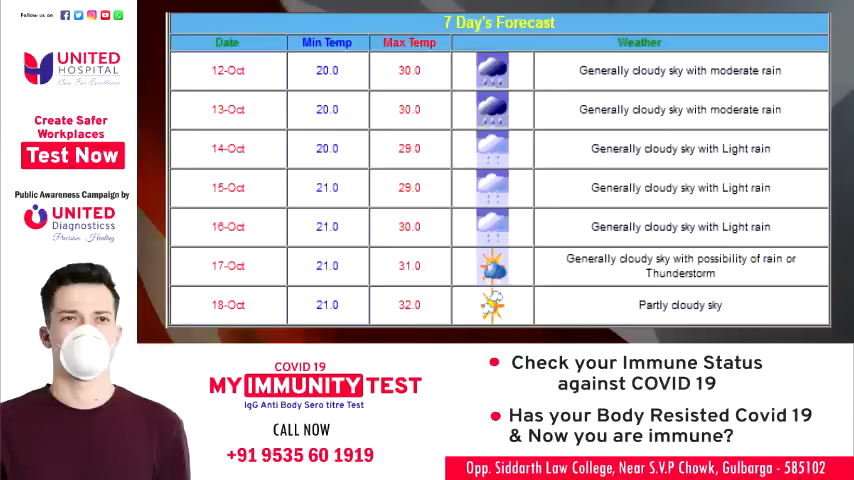 Follow us on
UNITED
HOSPITAL
Care For Excellence
Create Safer
Workplaces
Test Now
Public Awareness Campaign by
UNITED
Diagnosticss
Precision . Healing
7 Day's Forecast
Date Min Temp Max Temp Weather
12-Oct 20.0 30.0 Generally cloudy sky with moderate rain
13-Oct 20.0 30.0 Generally cloudy sky with moderate rain
14-Oct 20.0 29.0 Generally cloudy sky with Light rain
15-Oct 21.0 29.0 Generally cloudy sky with Light rain
16-Oct 21.0 30.0 Generally cloudy sky with Light rain
17-Oct 21.0 31.0 Generally cloudy sky with possibility of rain or
Thunderstorm
18-Oct 21.0 32.0 Partly cloudy sky
COVID 19
MY IMMUNITY TEST
IgG Anti Body Sero titre Test
CALL NOW
+91 9535 60 1919
• Check your Immune Status
against COVID 19
• Has your Body Resisted Covid 19
& Now you are immune?
Opp. Siddarth Law College, Near S.V.P Chowk, Gulbarga - 585102